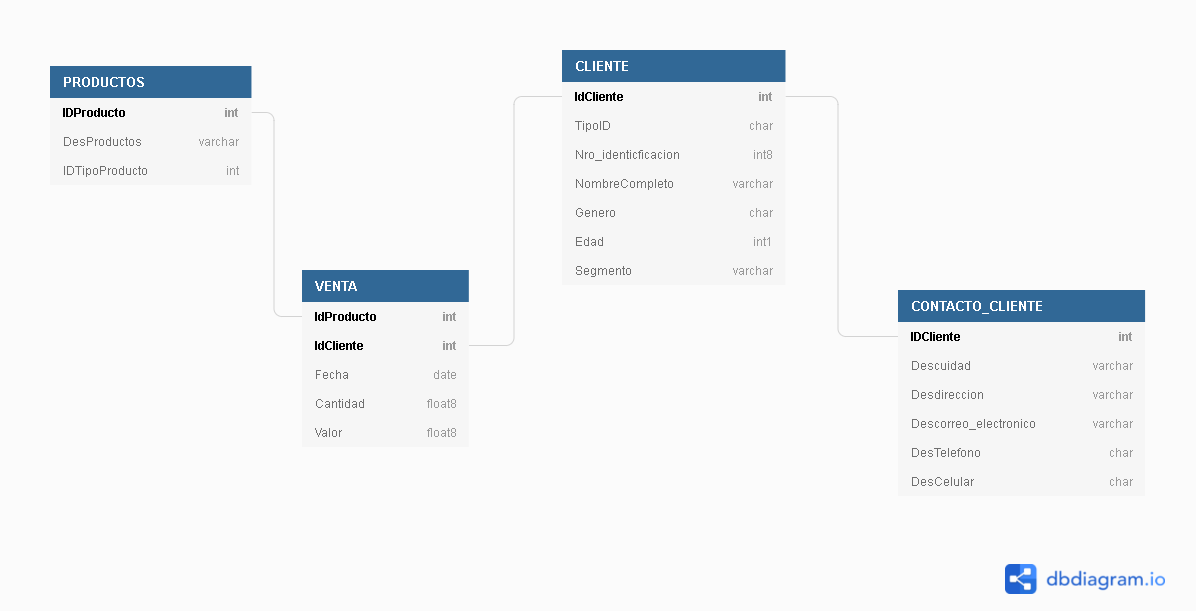 PRODUCTOS
IDProducto int
DesProductos varchar
IDTipoProducto int
VENTA
IdProducto int
IdCliente int
Fecha date
Cantidad float8
Valor float8
CLIENTE
IdCliente int
TipoID char
Nro_identicficacion int8
NombreCompleto varchar
Genero char
Edad int1
Segmento varchar
CONTACTO_CLIENTE
IDCliente int
Descuidad varchar
Desdireccion varchar
Descorreo_electronico varchar
DesTelefono char
DesCelular char
dbdiagram.io